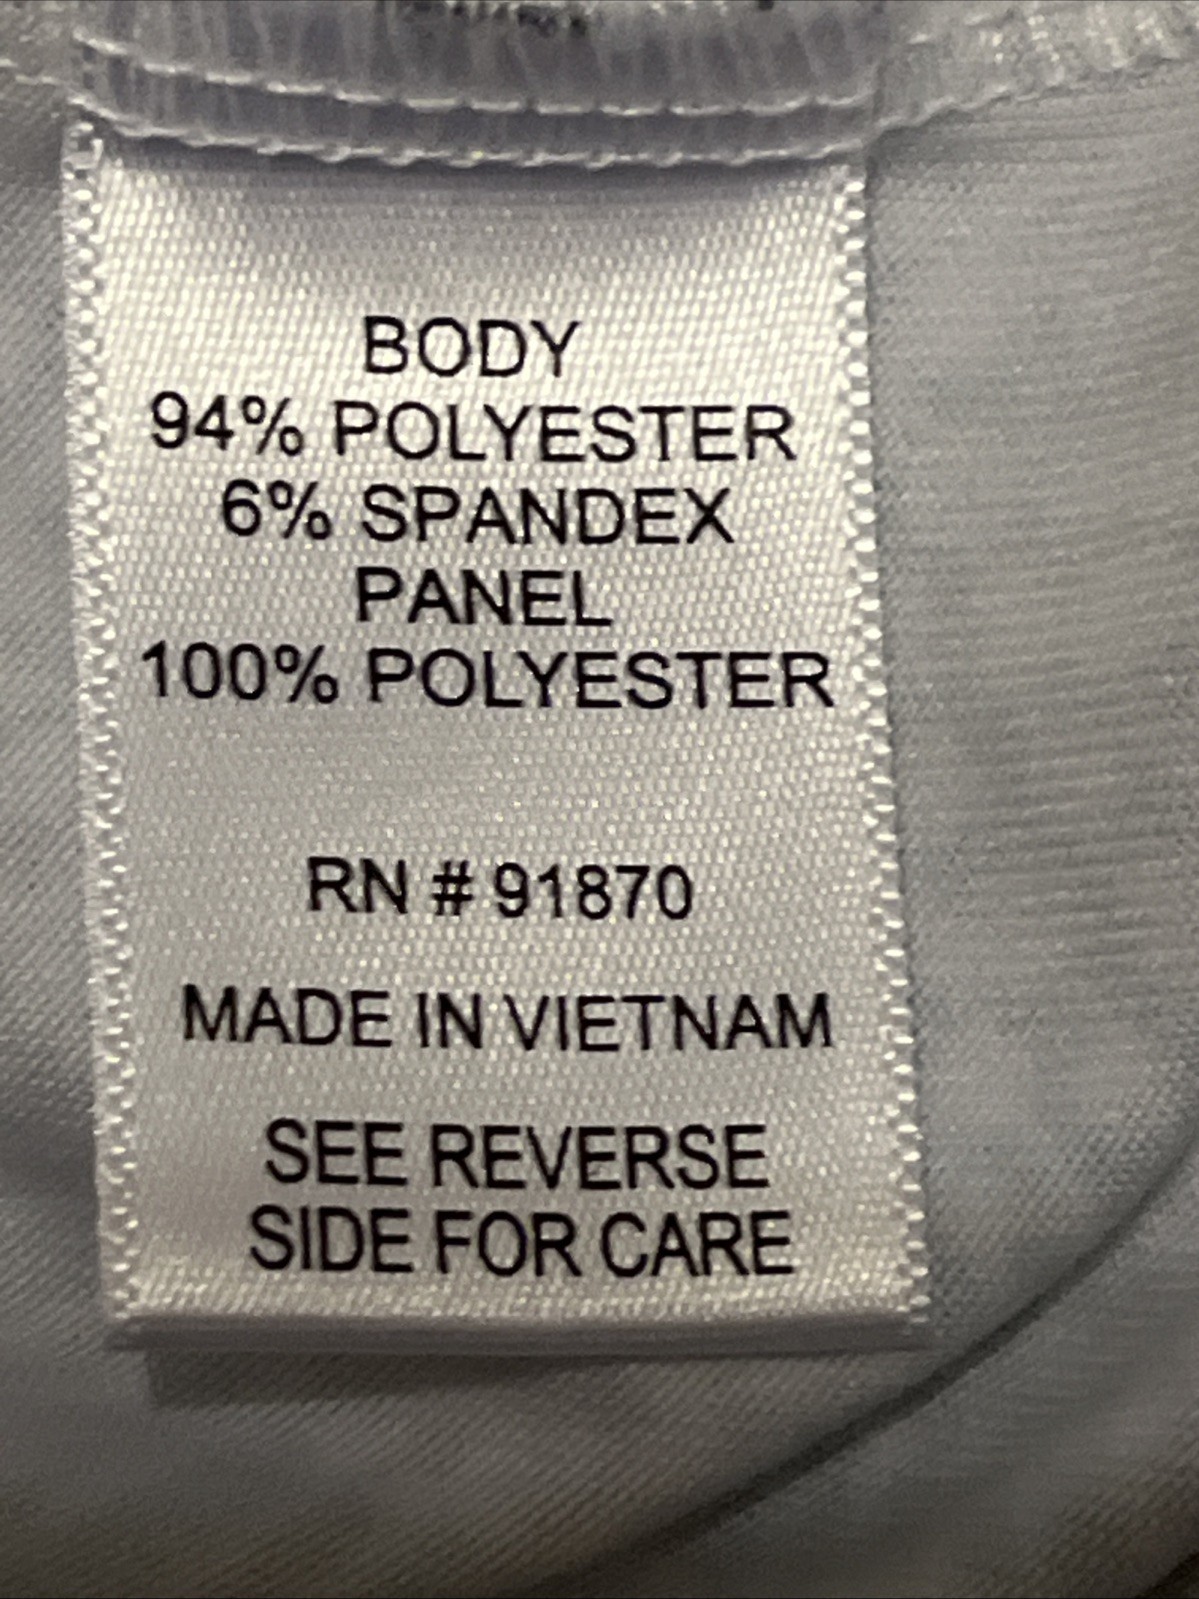 BODY
94% POLYESTER
6% SPANDEX
PANEL
100% POLYESTER
RN # 91870
MADE IN VIETNAM
SEE REVERSE
SIDE FOR CARE